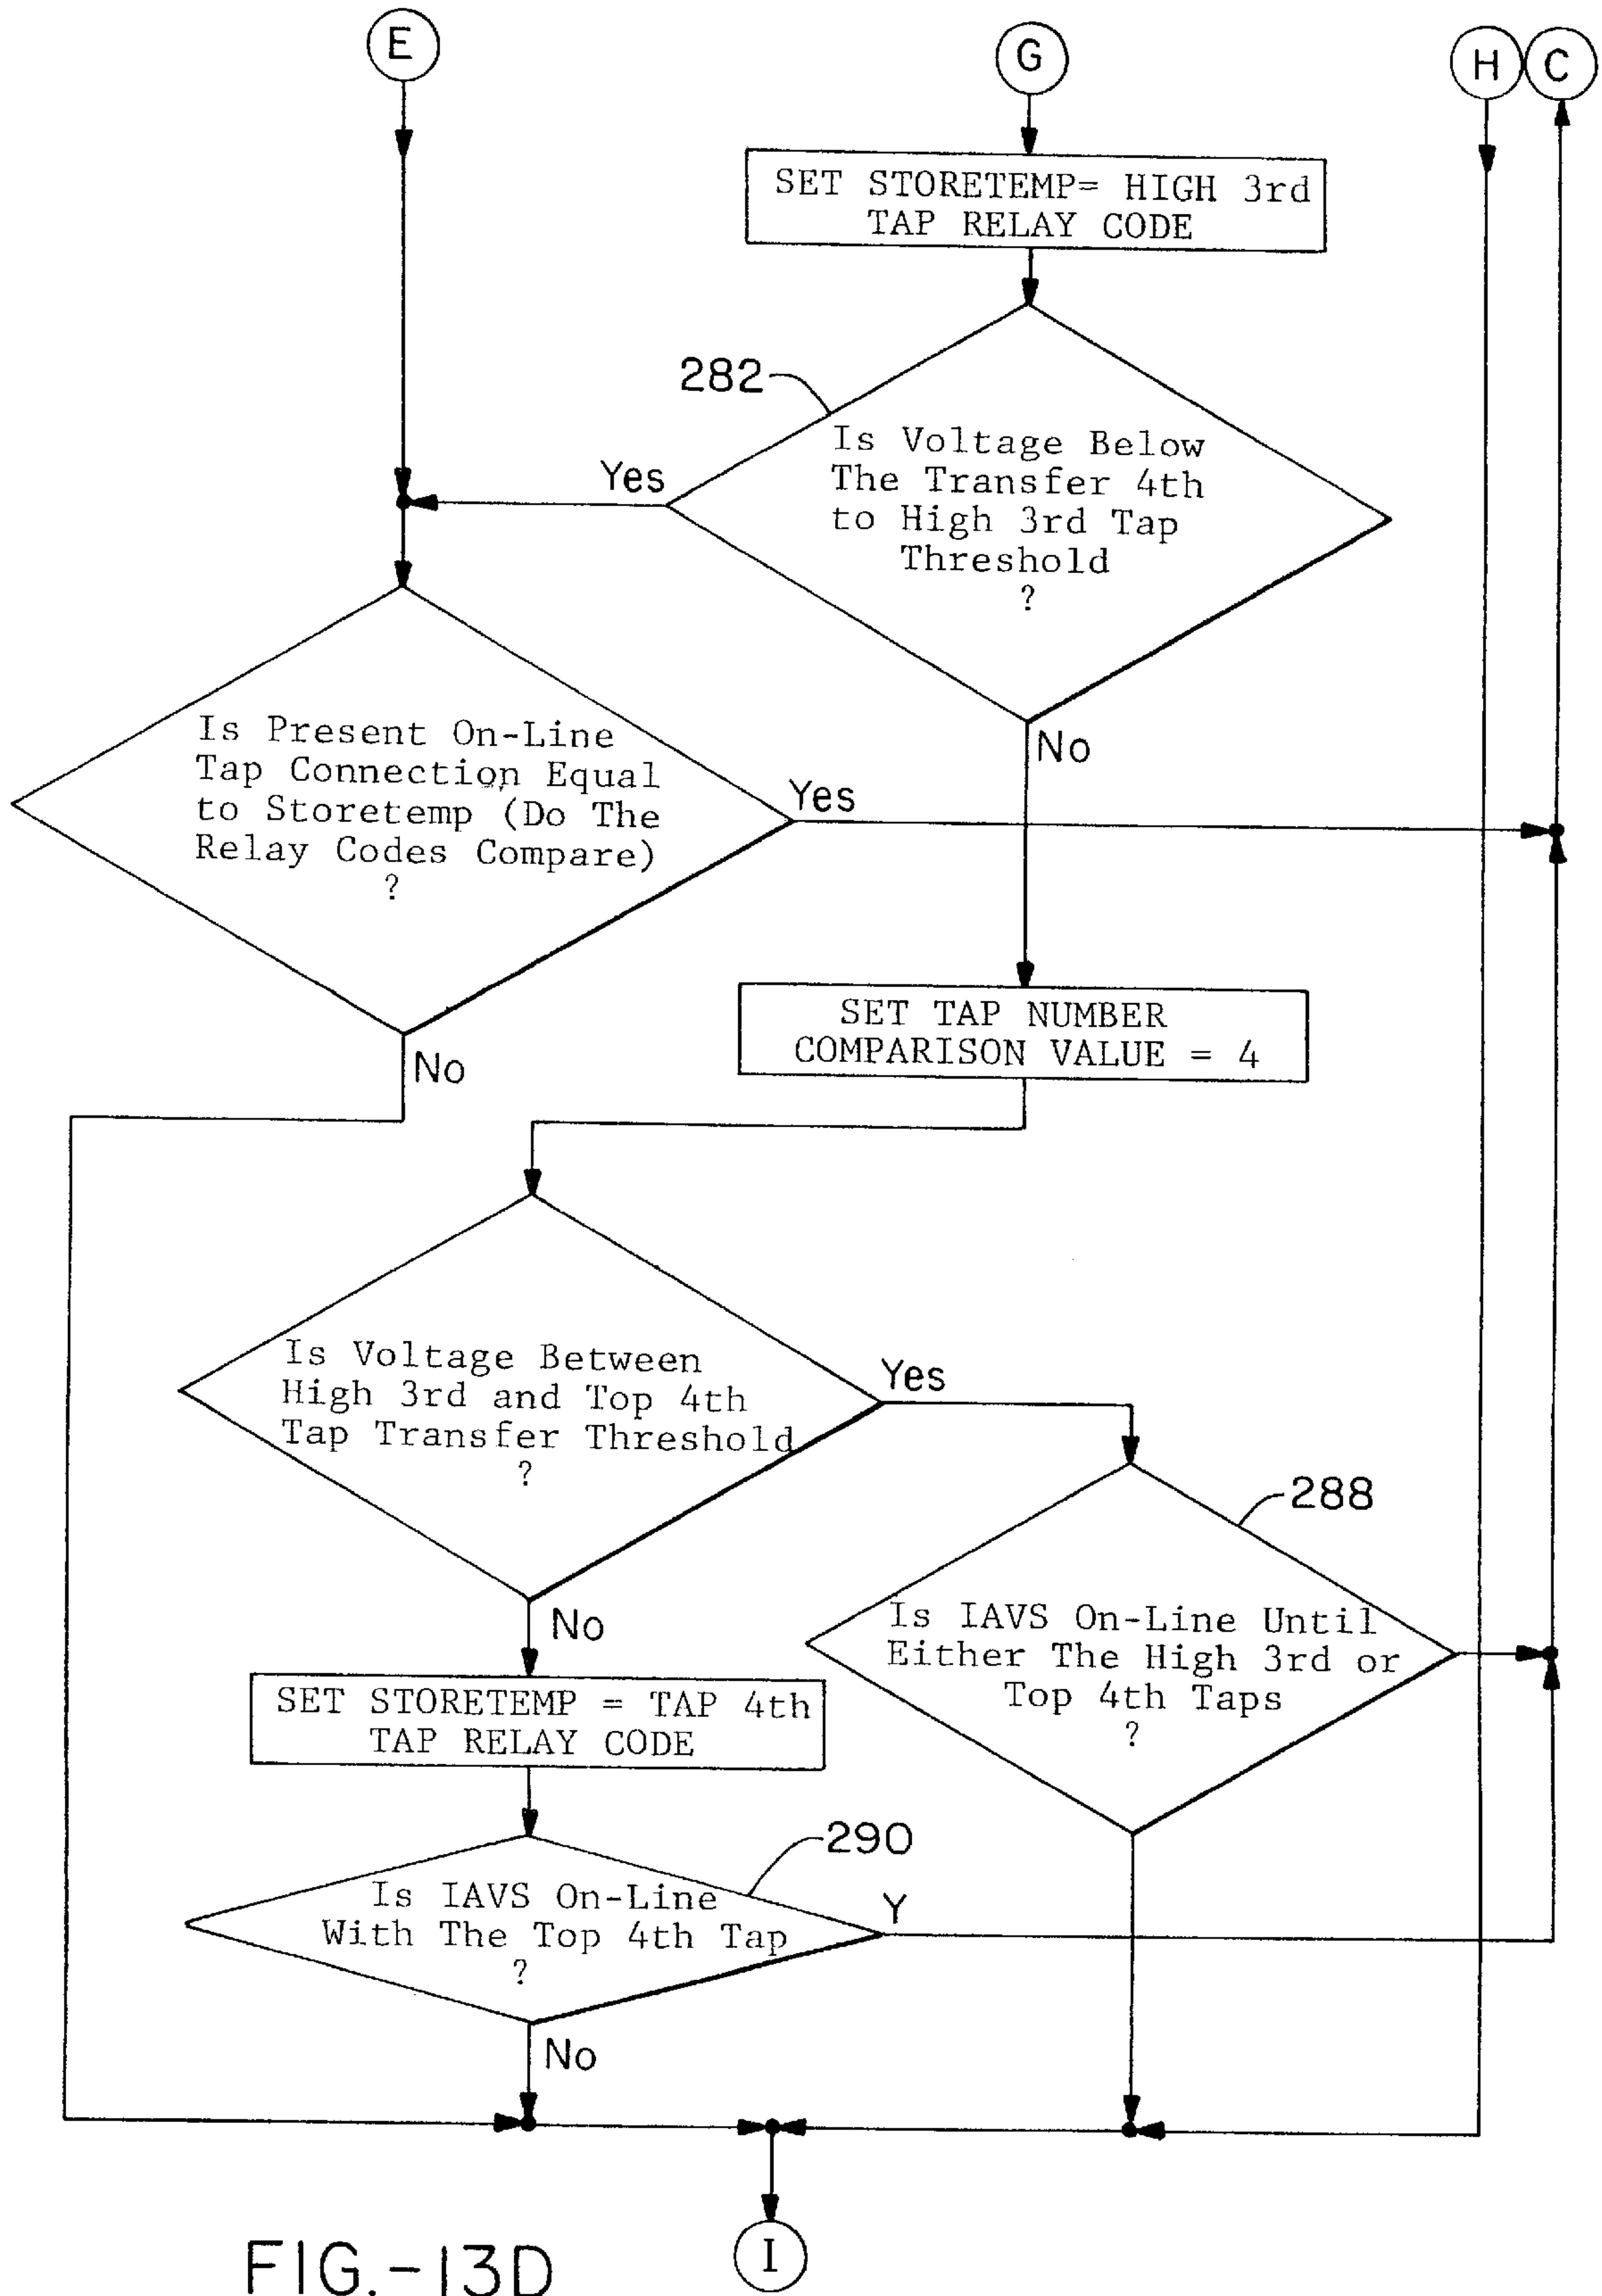 E
G
H
C
SET STORETEMP= HIGH 3rd
TAP RELAY CODE
282
Is Voltage Below
The Transfer 4th
to High 3rd Tap
Threshold
?
Yes
No
Is Present On-Line
Tap Connection Equal
to Storetemp (Do The
Relay Codes Compare)
?
Yes
No
SET TAP NUMBER
COMPARISON VALUE = 4
Is Voltage Between
High 3rd and Top 4th
Tap Transfer Threshold
?
Yes
No
288
Is IAVS On-Line Until
Either The High 3rd or
Top 4th Taps
?
SET STORETEMP = TAP 4th
TAP RELAY CODE
290
Is IAVS On-Line
With The Top 4th Tap
?
Y
No
I
FIG.-13D